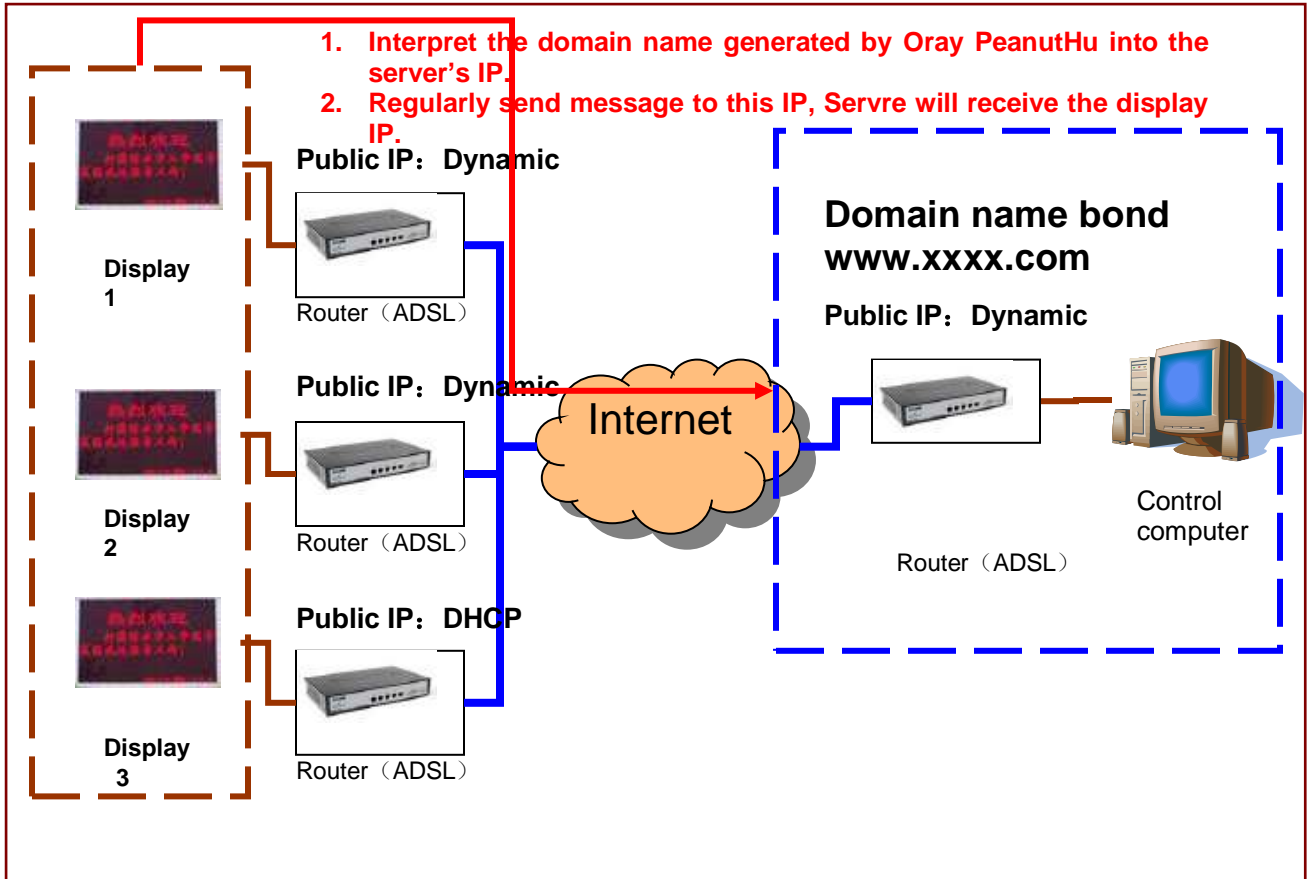 1. Interpret the domain name generated by Oray PeanutHu into the
server's IP.
2. Regularly send message to this IP, Servre will receive the display
IP.
Public IP：Dynamic
Display
1
Router（ADSL）
Public IP：Dynamic
Display
2
Router（ADSL）
Public IP：DHCP
Display
3
Router（ADSL）
Internet
Domain name bond
www.xxxx.com
Public IP：Dynamic
Router（ADSL）
Control
computer